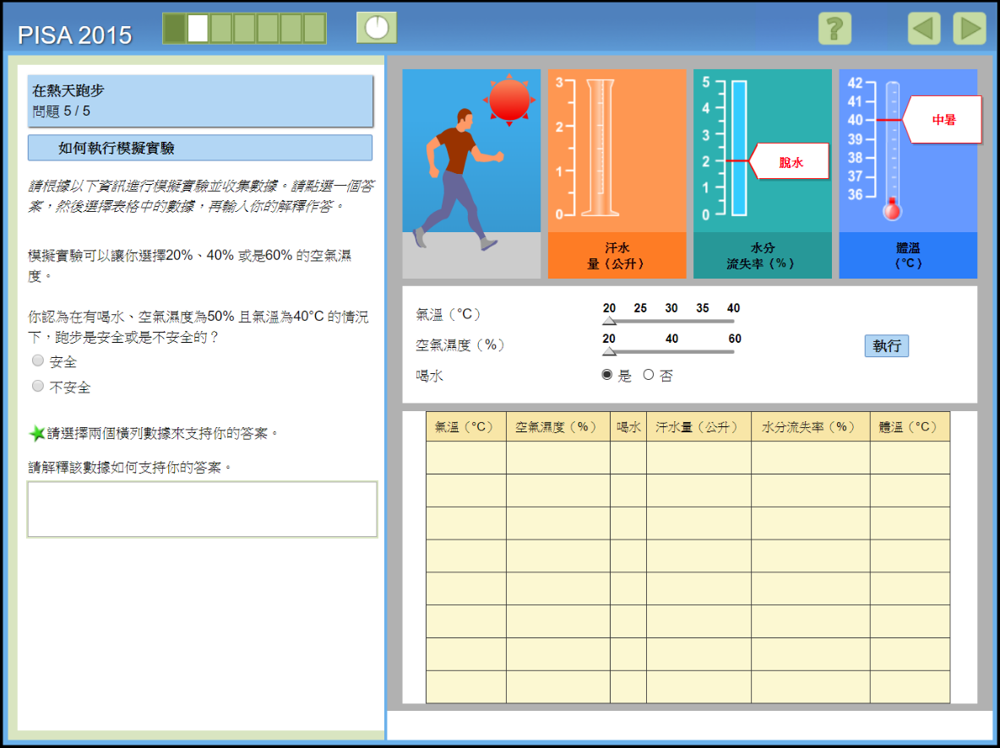 PISA 2015
?
在熱天跑步
問題 5 / 5
如何執行模擬實驗
請根據以下資訊進行模擬實驗並收集數據。請點選一個答
案，然後選擇表格中的數據，再輸入你的解釋作答。
模擬實驗可以讓你選擇20%、40% 或是60% 的空氣濕
度。
你認為在有喝水、空氣濕度為50% 且氣溫為40°C 的情況
下，跑步是安全或是不安全的？
安全
不安全
請選擇兩個橫列數據來支持你的答案。
請解釋該數據如何支持你的答案。
3
2
1
0
汗水
量（公升）
5
4
3
2
1
0
脫水
水分
流失率（%）
42
41
40
39
38
37
36
中暑
體溫
（°C）
氣溫（°C）
20 25 30 35 40
空氣濕度（%）
20 40 60
喝水
是 否
執行
氣溫（°C） 空氣濕度（%） 喝水 汗水量（公升） 水分流失率（%） 體溫（°C）